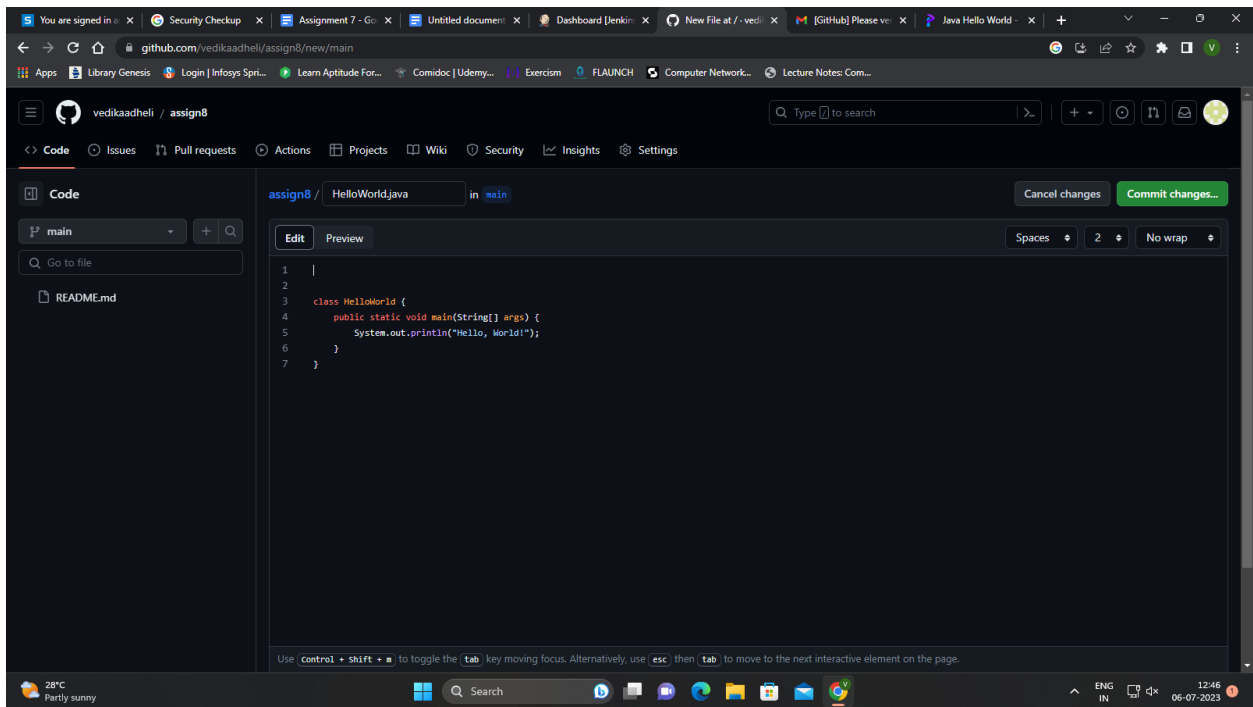 You are signed in a
Security Checkup
Assignment 7 - Go
Untitled document
Dashboard [Jenkins
New File at / · vedik
[GitHub] Please ver
Java Hello World -
github.com/vedikaadheli/assign8/new/main
V
Apps
Library Genesis
Login | Infosys Spri...
Learn Aptitude For...
Comidoc | Udemy...
Exercism
FLAUNCH
Computer Network...
Lecture Notes: Com...
vedikaadheli / assign8
Type / to search
Code
Issues
Pull requests
Actions
Projects
Wiki
Security
Insights
Settings
Code
assign8 / HelloWorld.java in main
Cancel changes
Commit changes...
main
Edit
Preview
Spaces
2
No wrap
Go to file
README.md
1
2
3 class HelloWorld {
4 public static void main(String[] args) {
5 System.out.println("Hello, World!");
6 }
7 }
Use Control + Shift + m to toggle the tab key moving focus. Alternatively, use esc then tab to move to the next interactive element on the page.
28°C
Partly sunny
Search
V
ENG
IN
12:46
06-07-2023
1